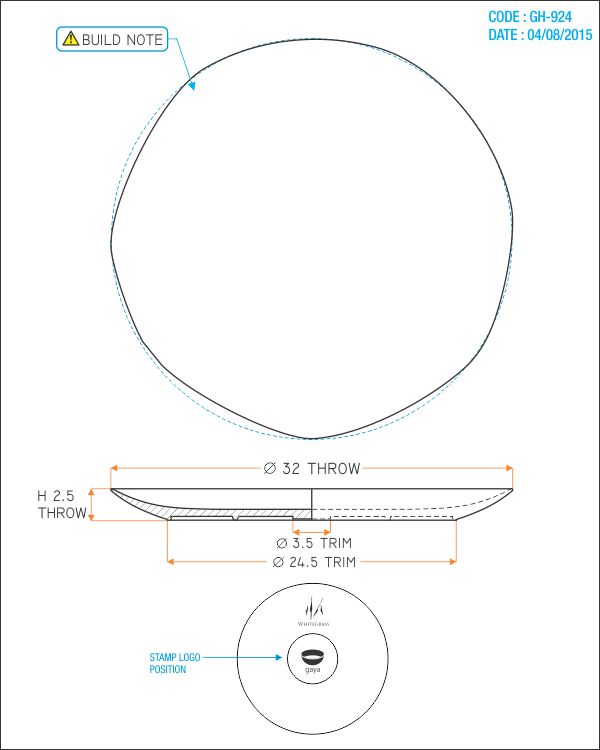 CODE : GH-924
DATE : 04/08/2015
BUILD NOTE
Ø 32 THROW
H 2.5
THROW
Ø 3.5 TRIM
Ø 24.5 TRIM
WHITEGRASS
STAMP LOGO
POSITION
gaya